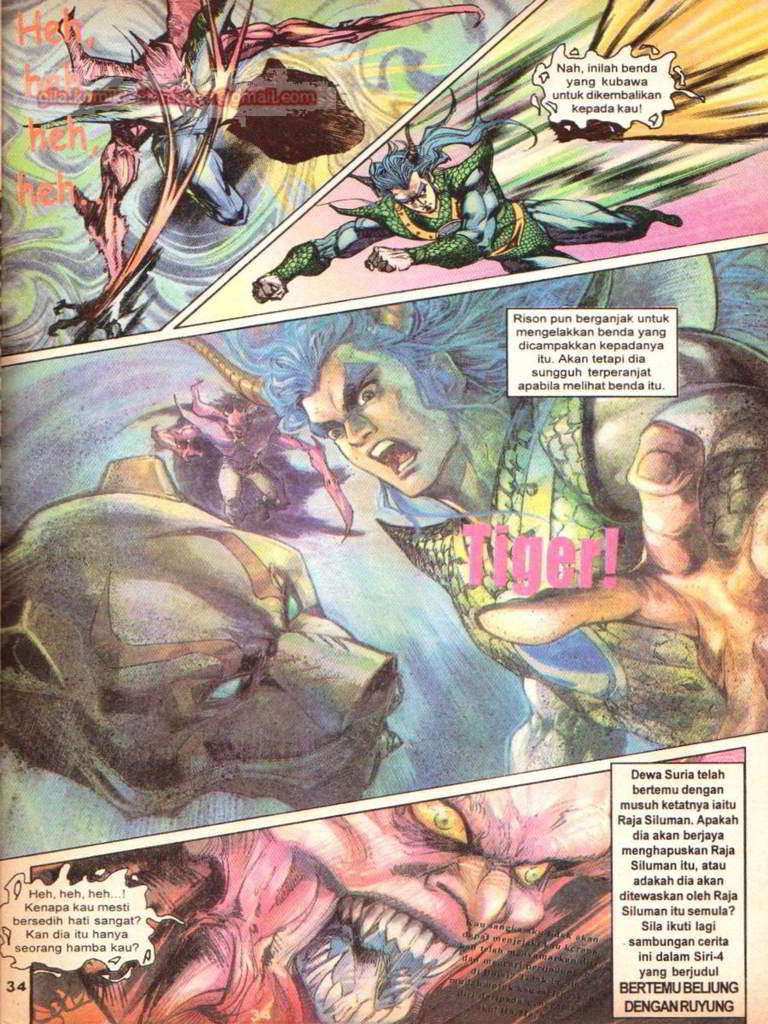 Heh,
heh,
heh,
heh.
Nah, inilah benda
yang kubawa
untuk dikembalikan
kepada kau!
Rison pun berganjak untuk
mengelakkan benda yang
dicampakkan kepadanya
itu. Akan tetapi dia
sungguh terperanjat
apabila melihat benda itu.
Tiger!
Heh, heh, heh...!
Kenapa kau mesti
bersedih hati sangat?
Kan dia itu hanya
seorang hamba kau?
Dewa Suria telah
bertemu dengan
musuh ketatnya iaitu
Raja Siluman. Apakah
dia akan berjaya
menghapuskan Raja
Siluman itu, atau
adakah dia akan
ditewaskan oleh Raja
Siluman itu semula?
Sila ikuti lagi
sambungan cerita
ini dalam Siri-4
yang berjudul
BERTEMU BELIUNG
DENGAN RUYUNG
34
34